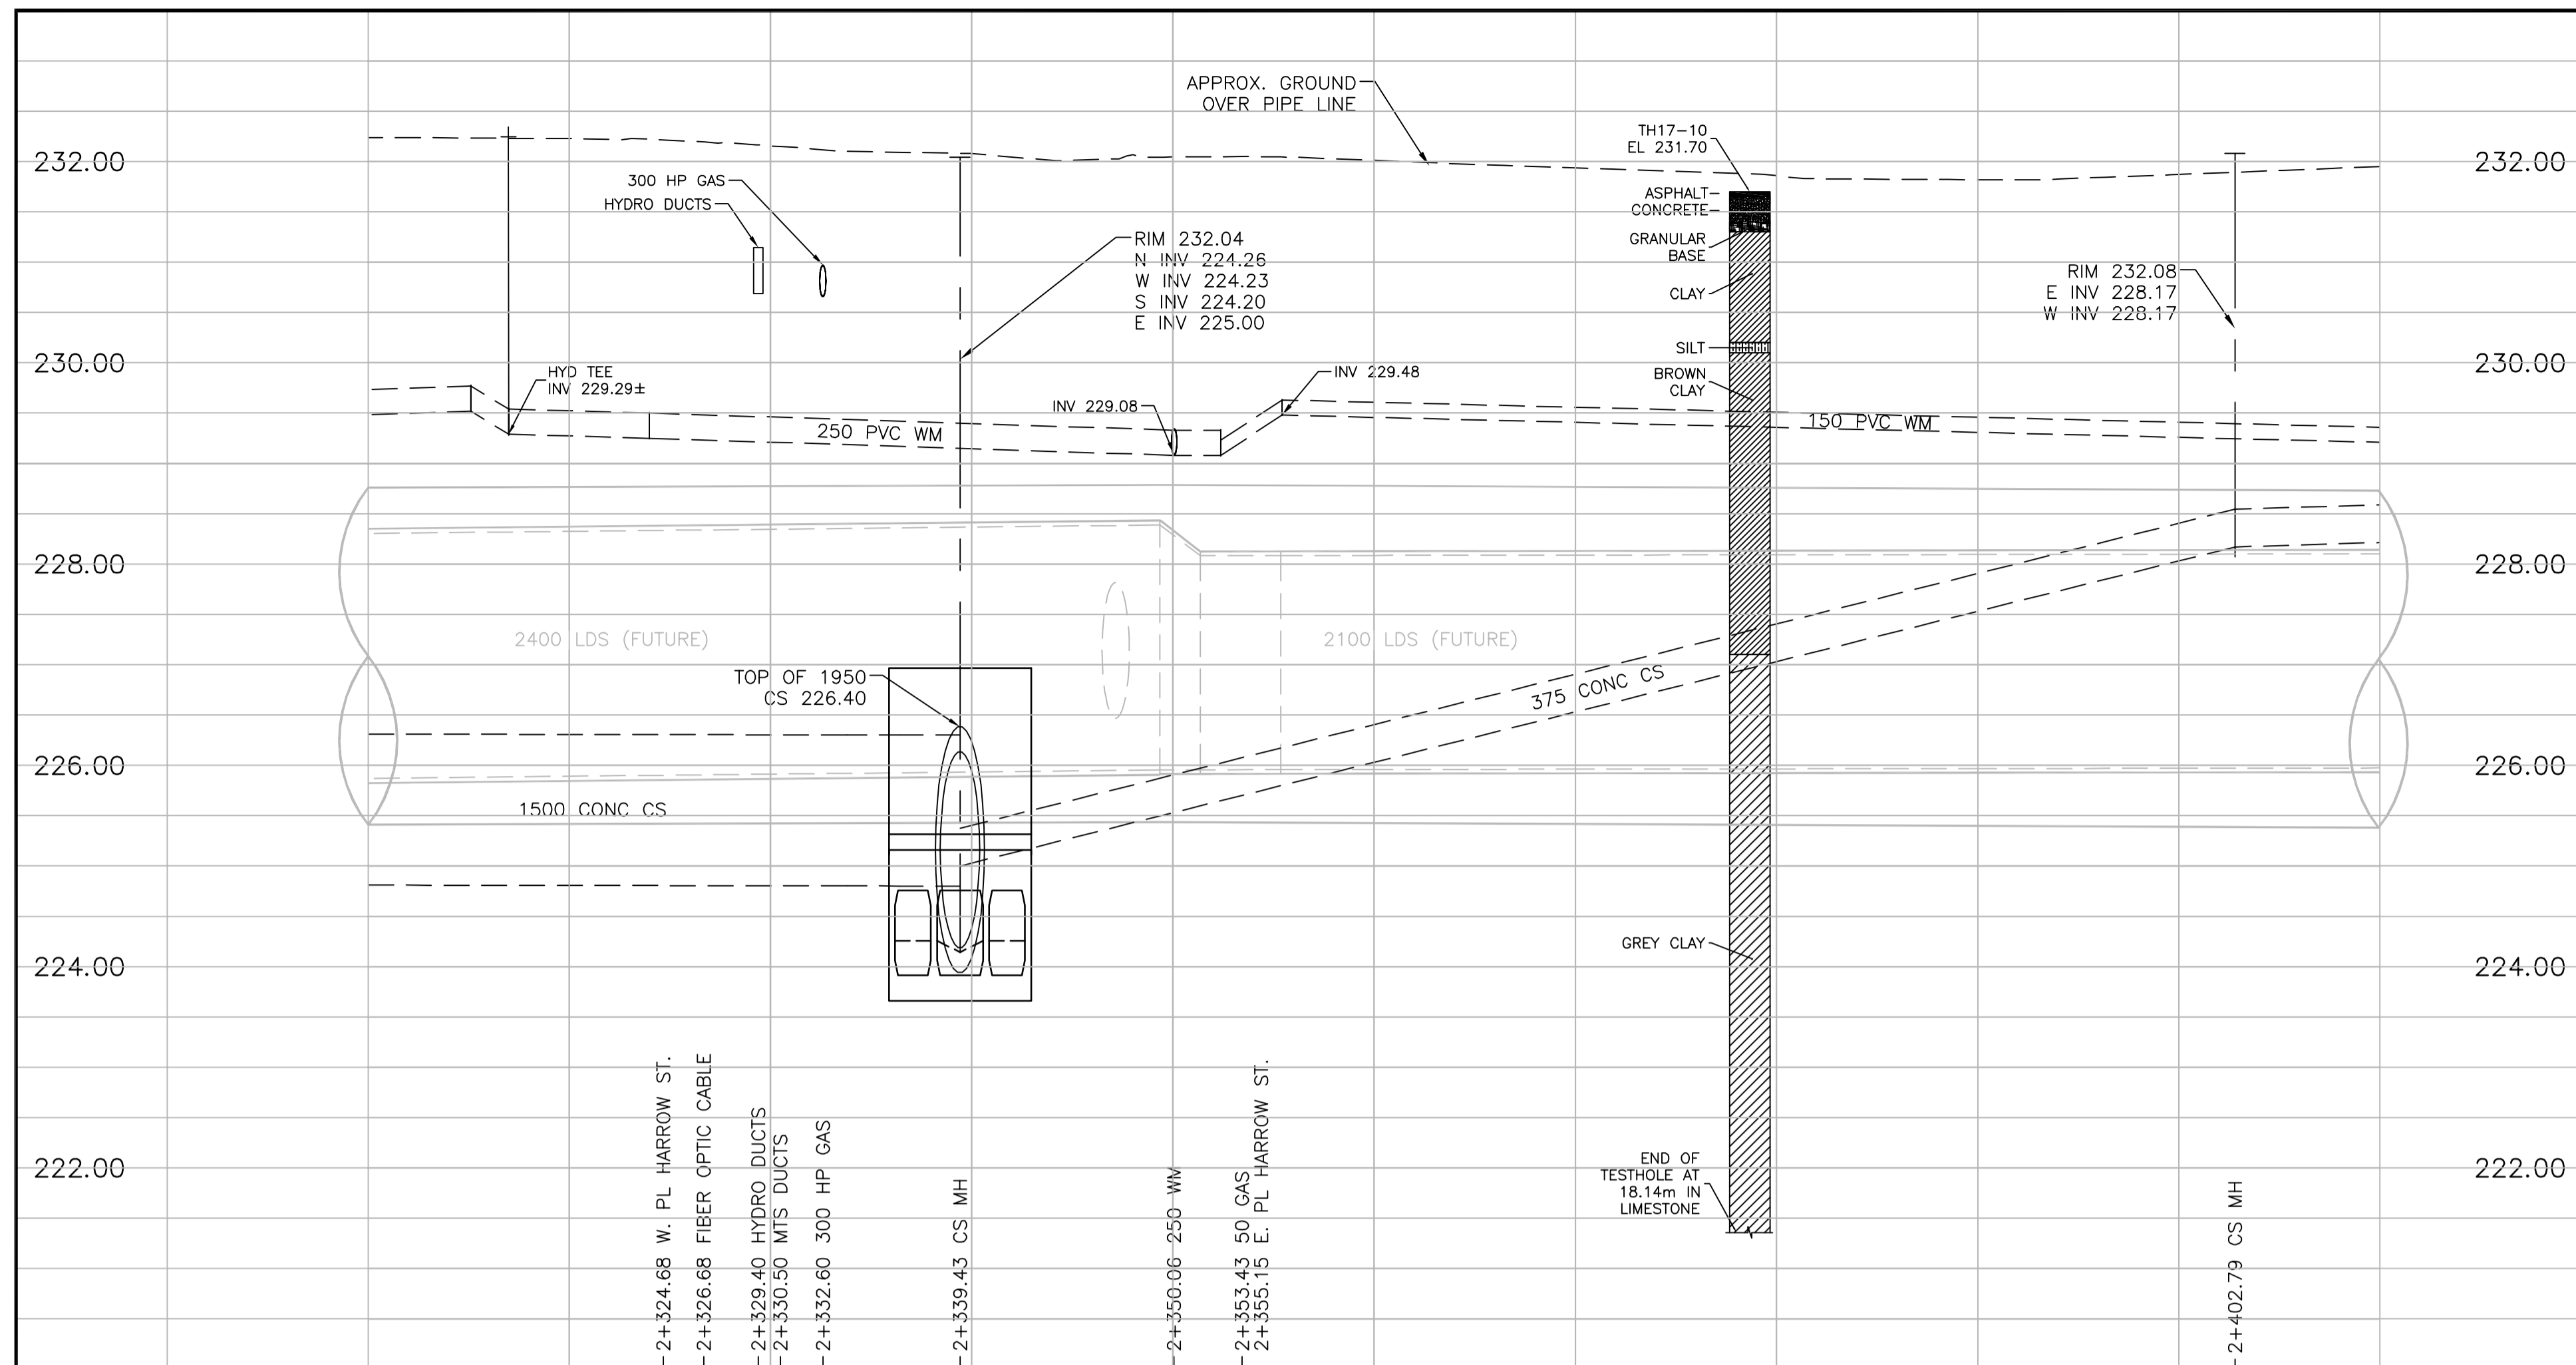 APPROX. GROUND
OVER PIPE LINE
TH17-10
EL 231.70
232.00
232.00
300 HP GAS
HYDRO DUCTS
ASPHALT
CONCRETE
GRANULAR
BASE
CLAY
RIM 232.04
N INV 224.26
W INV 224.23
S INV 224.20
E INV 225.00
RIM 232.08
E INV 228.17
W INV 228.17
SILT
230.00
230.00
HYD TEE
INV 229.29±
INV 229.48
BROWN
CLAY
INV 229.08
250 PVC WM
150 PVC WM
228.00
228.00
2400 LDS (FUTURE)
2100 LDS (FUTURE)
TOP OF 1950
CS 226.40
375 CONC CS
226.00
226.00
1500 CONC CS
GREY CLAY
224.00
224.00
END OF
TESTHOLE AT
18.14m IN
LIMESTONE
222.00
222.00
2+324.68 W. PL HARROW ST.
2+326.68 FIBER OPTIC CABLE
2+329.40 HYDRO DUCTS
2+330.50 MTS DUCTS
2+332.60 300 HP GAS
2+339.43 CS MH
2+350.06 250 WM
2+353.43 50 GAS
2+355.15 E. PL HARROW ST.
2+402.79 CS MH